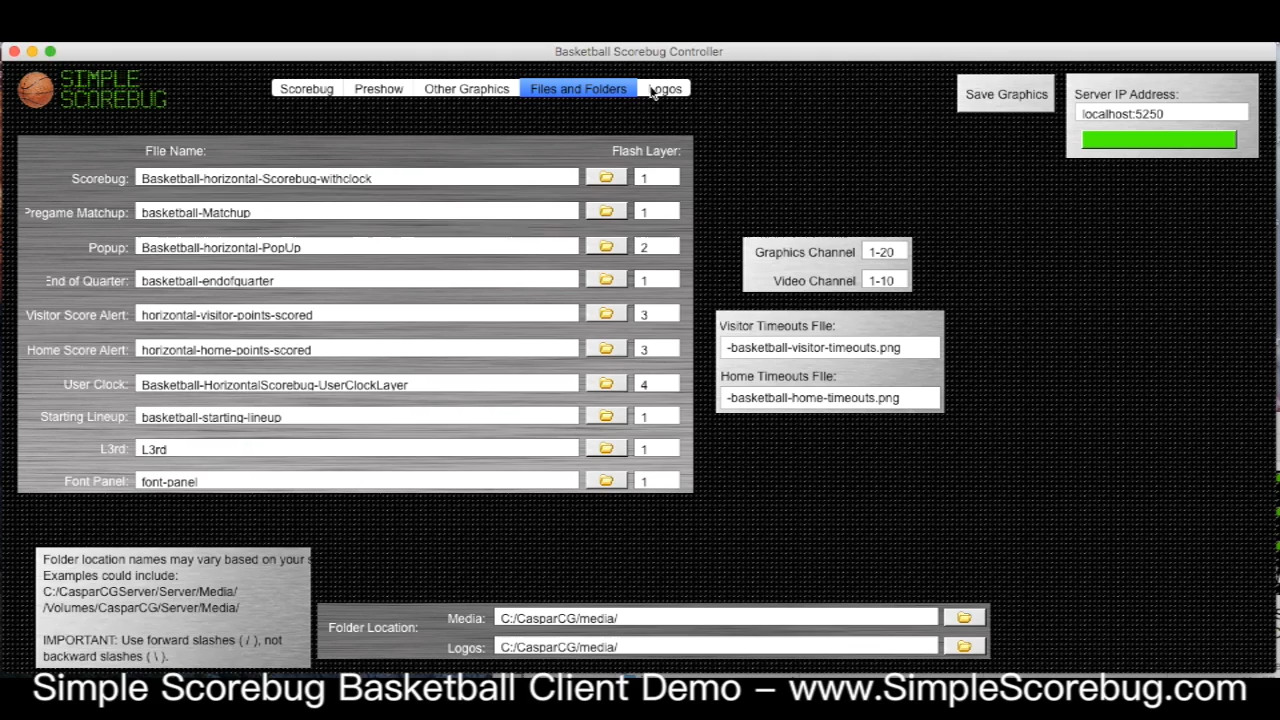 Basketball Scorebug Controller
SIMPLE
SCOREBUG
Scorebug Preshow Other Graphics Files and Folders Logos
Save Graphics
Server IP Address:
localhost:5250
File Name: Flash Layer:
Scorebug: Basketball-horizontal-Scorebug-withclock 1
Pregame Matchup: basketball-Matchup 1
Popup: Basketball-horizontal-PopUp 2
End of Quarter: basketball-endofquarter 1
Visitor Score Alert: horizontal-visitor-points-scored 3
Home Score Alert: horizontal-home-points-scored 3
User Clock: Basketball-HorizontalScorebug-UserClockLayer 4
Starting Lineup: basketball-starting-lineup 1
L3rd: L3rd 1
Font Panel: font-panel 1
Graphics Channel 1-20
Video Channel 1-10
Visitor Timeouts File:
-basketball-visitor-timeouts.png
Home Timeouts File:
-basketball-home-timeouts.png
Folder location names may vary based on your
Examples could include:
C:/CasparCGServer/Server/Media/
/Volumes/CasparCG/Server/Media/
IMPORTANT: Use forward slashes ( / ), not
backward slashes ( \ ).
Folder Location:
Media: C:/CasparCG/media/
Logos: C:/CasparCG/media/
Simple Scorebug Basketball Client Demo – www.SimpleScorebug.com